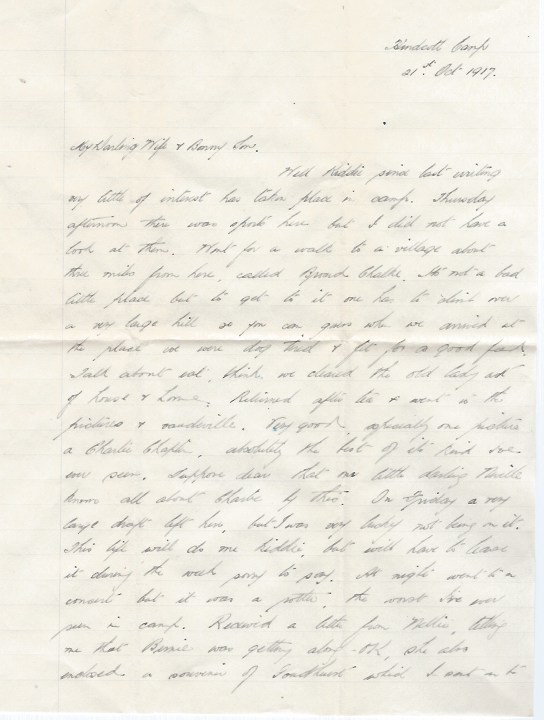 Camp
21st Oct 1917.
My Darling Wife & Bonny Sons.
Well Kiddie since last writing
very little of interest has taken place in camp. Thursday
afternoon there was sports here but I did not have a
look at them. Went for a walk to a village about
three miles from here, called Broad Chalke. Its not a bad
little place but to get to it one has to climb over
a very large hill so you can guess when we arrived at
the place we were dog tired & fit for a good feed.
Talk about eat, think we cleared the old lady out
of house & home. Returned after tea & went to the
pictures & vaudeville. Very good, especially one picture
a Charlie Chaplin, absolutely the best of its kind Ive
ever seen. Suppose dear that our little darling
knows all about Charlie by this. On Friday a very
large draft left here, but I was very lucky not being on it.
This life will do me kiddie, but will have to leave
it during the week sorry to say. At night went to a
concert but it was a , the worst I've ever
seen in camp. Received a letter from Nellie, telling
me that was getting along OK, she also
enclosed a souvenir of which I sent on to